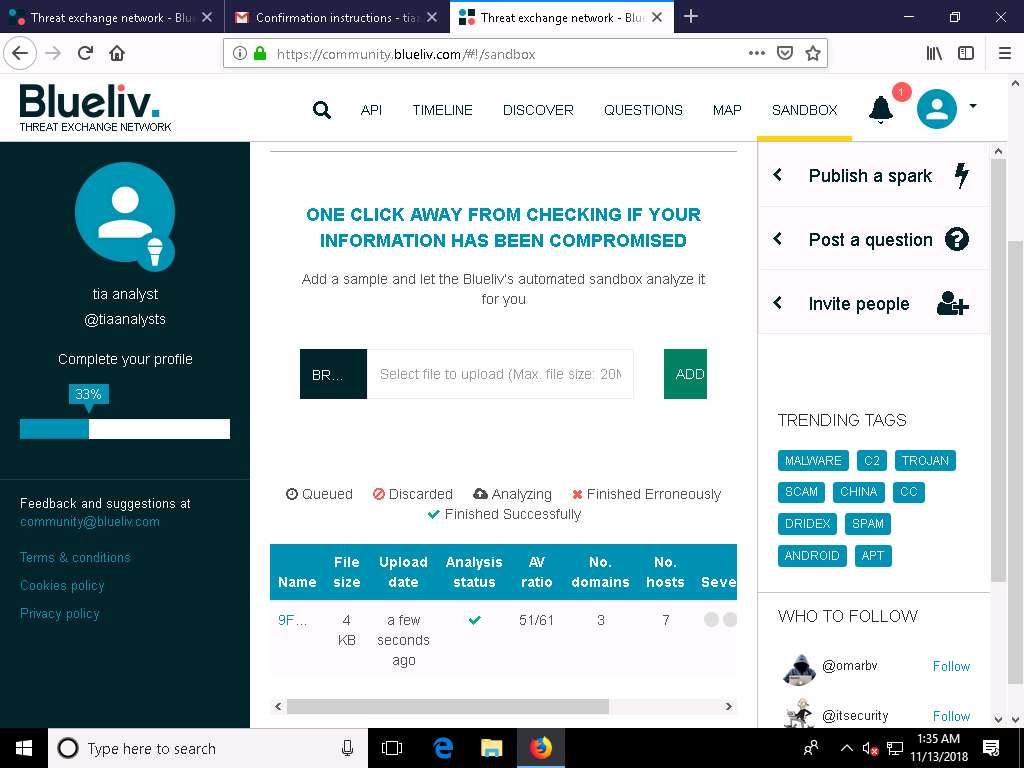 Threat exchange network - Blue
Confirmation instructions - tia
Threat exchange network - Blue
https://community.blueliv.com/#!/sandbox
Blueliv.
THREAT EXCHANGE NETWORK
API
TIMELINE
DISCOVER
QUESTIONS
MAP
SANDBOX
1
tia analyst
@tiaanalysts
Complete your profile
33%
Feedback and suggestions at
community@blueliv.com
Terms & conditions
Cookies policy
Privacy policy
ONE CLICK AWAY FROM CHECKING IF YOUR
INFORMATION HAS BEEN COMPROMISED
Add a sample and let the Blueliv's automated sandbox analyze it
for you
BR...
Select file to upload (Max. file size: 20M
ADD
Queued Discarded Analyzing Finished Erroneously
Finished Successfully
Name File size Upload date Analysis status AV ratio No. domains No. hosts Seve
9F... 4 KB a few seconds ago 51/61 3 7
Publish a spark
Post a question
Invite people
TRENDING TAGS
MALWARE C2 TROJAN
SCAM CHINA CC
DRIDEX SPAM
ANDROID APT
WHO TO FOLLOW
@omarbv Follow
@itsecurity Follow
Type here to search
1:35 AM
11/13/2018